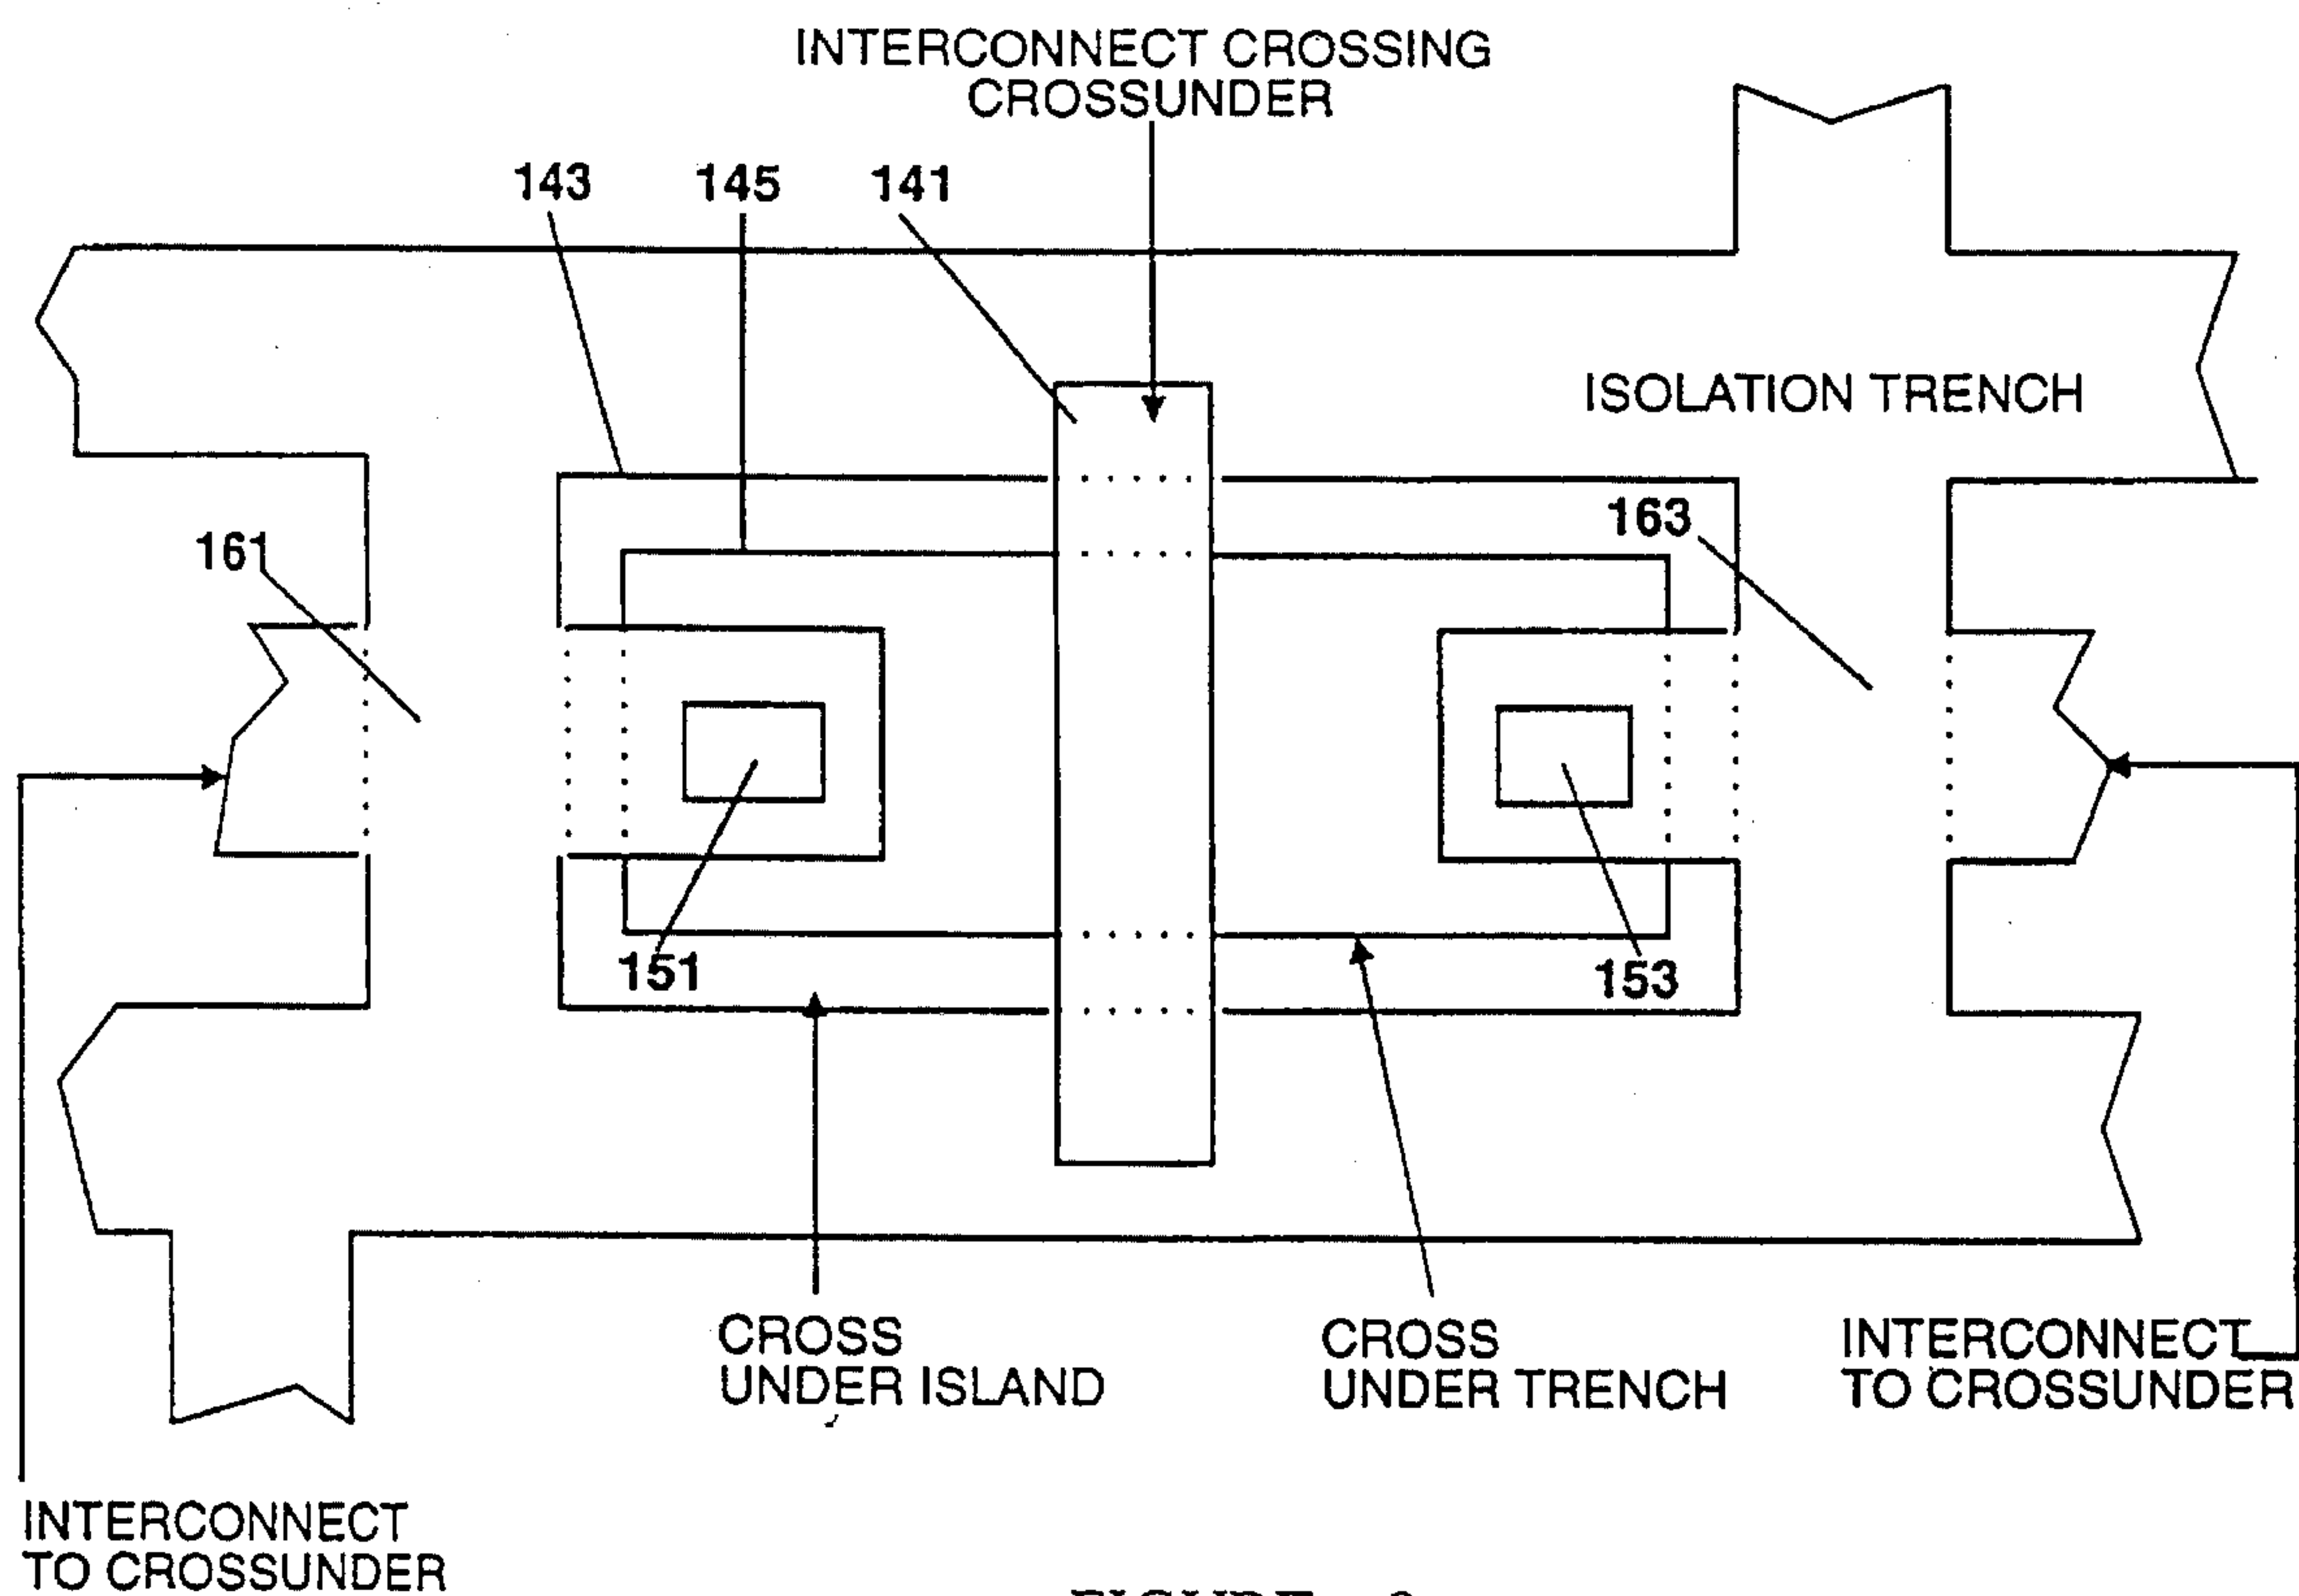 INTERCONNECT CROSSING
CROSSUNDER
143
145
141
ISOLATION TRENCH
163
161
151
153
CROSS
UNDER ISLAND
CROSS
UNDER TRENCH
INTERCONNECT
TO CROSSUNDER
INTERCONNECT
TO CROSSUNDER